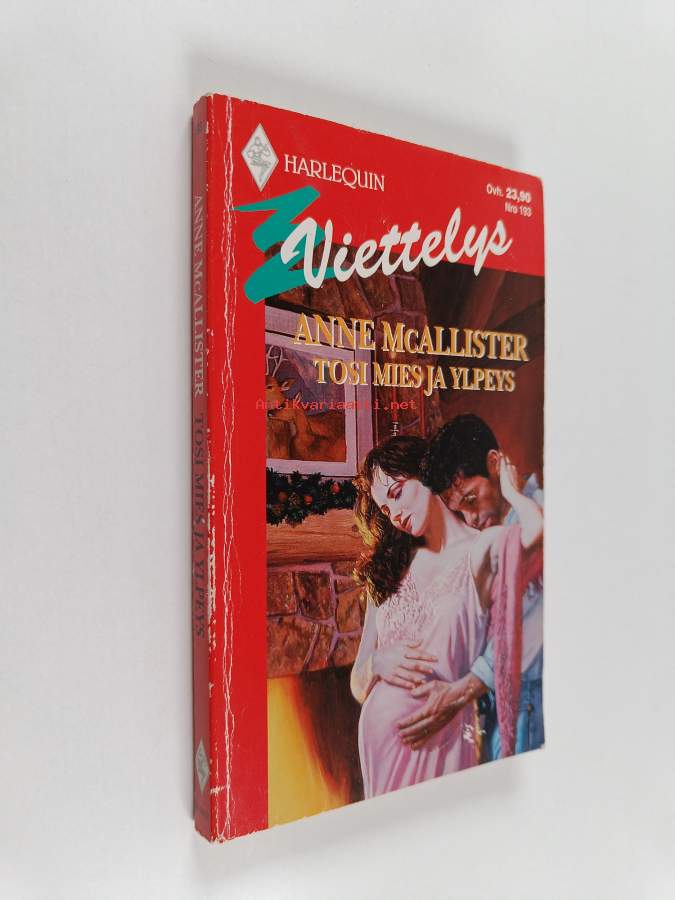 HARLEQUIN
Ovh. 23,90
Nro 193
Viettelys
ANNE McALLISTER
TOSI MIES JA YLPEYS
Antikvariaatti.net
ANNE McALLISTER TOSI MIES JA YLPEYS